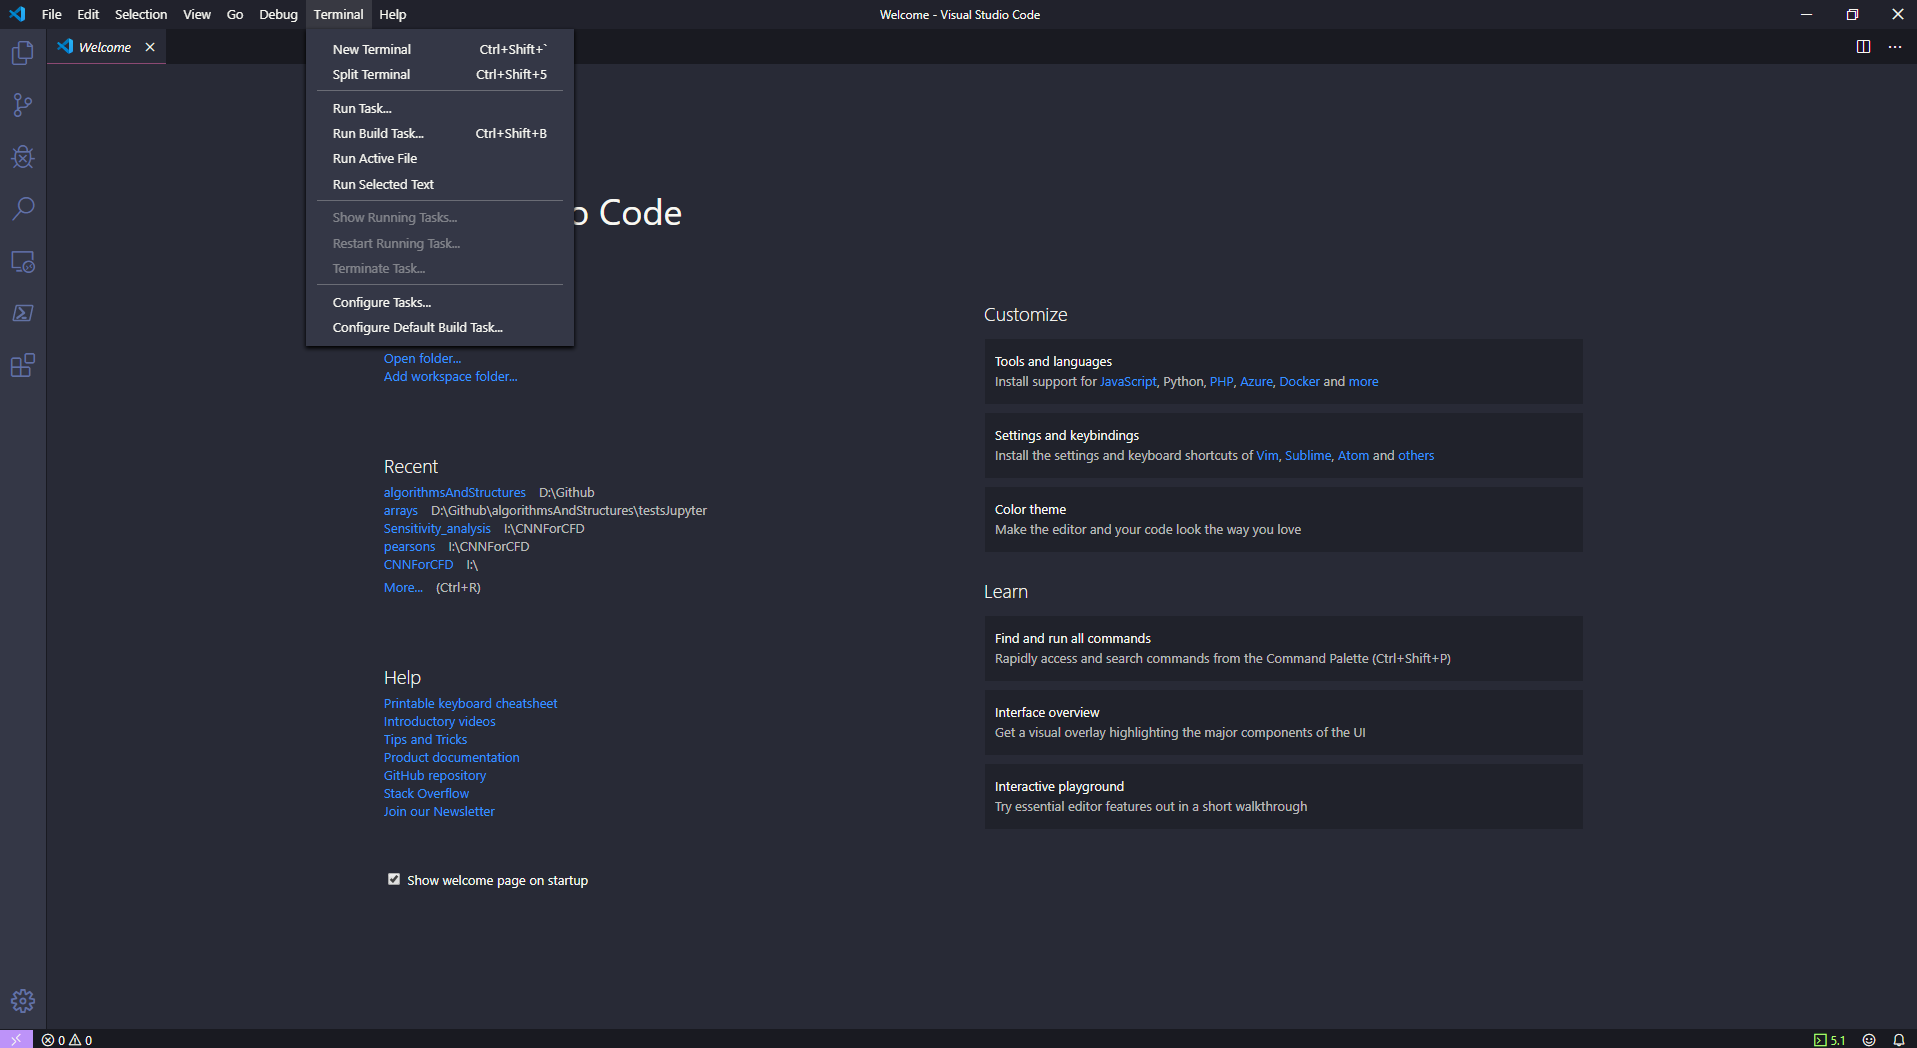 File Edit Selection View Go Debug Terminal Help Welcome - Visual Studio Code
Welcome
New Terminal Ctrl+Shift+`
Split Terminal Ctrl+Shift+5
Run Task...
Run Build Task... Ctrl+Shift+B
Run Active File
Run Selected Text
Show Running Tasks...
Restart Running Task...
Terminate Task...
Configure Tasks...
Configure Default Build Task...
o Code
Open folder...
Add workspace folder...
Recent
algorithmsAndStructures D:\Github
arrays D:\Github\algorithmsAndStructures\testsJupyter
Sensitivity_analysis I:\CNNForCFD
pearsons I:\CNNForCFD
CNNForCFD I:\
More... (Ctrl+R)
Help
Printable keyboard cheatsheet
Introductory videos
Tips and Tricks
Product documentation
GitHub repository
Stack Overflow
Join our Newsletter
Show welcome page on startup
Customize
Tools and languages
Install support for JavaScript, Python, PHP, Azure, Docker and more
Settings and keybindings
Install the settings and keyboard shortcuts of Vim, Sublime, Atom and others
Color theme
Make the editor and your code look the way you love
Learn
Find and run all commands
Rapidly access and search commands from the Command Palette (Ctrl+Shift+P)
Interface overview
Get a visual overlay highlighting the major components of the UI
Interactive playground
Try essential editor features out in a short walkthrough
0 0 5.1